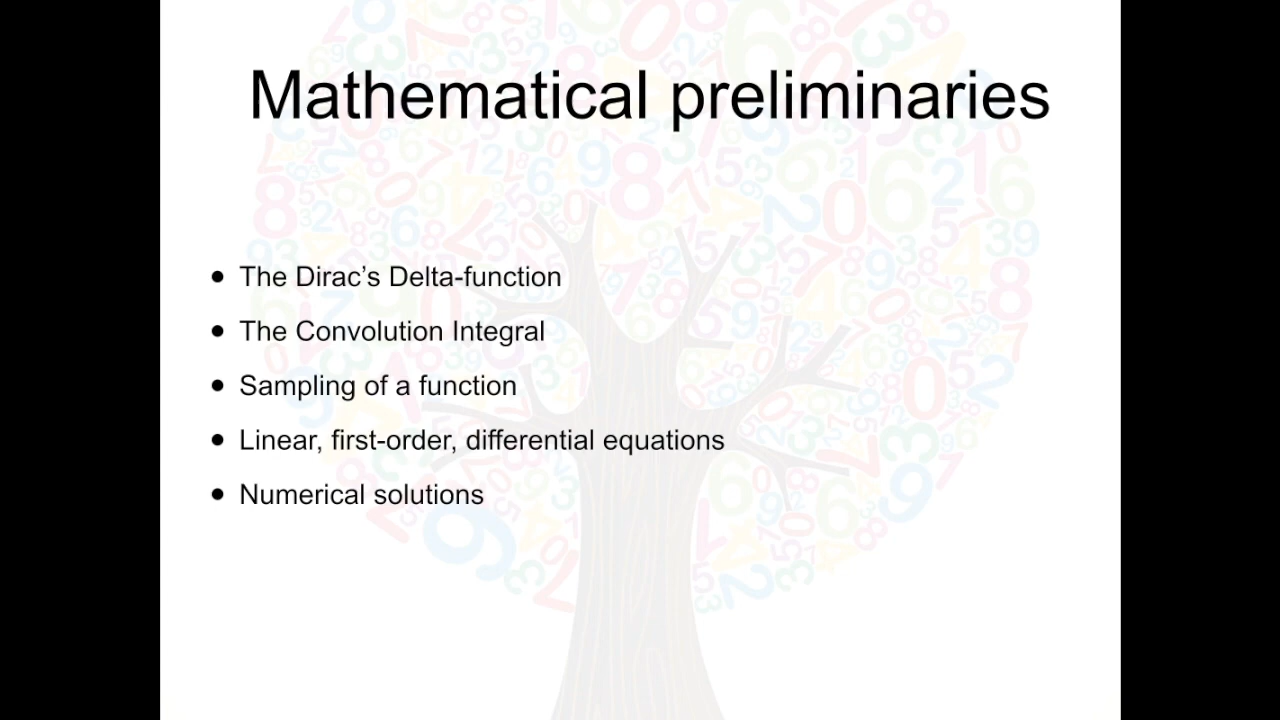 Mathematical preliminaries
• The Dirac’s Delta-function
• The Convolution Integral
• Sampling of a function
• Linear, first-order, differential equations
• Numerical solutions